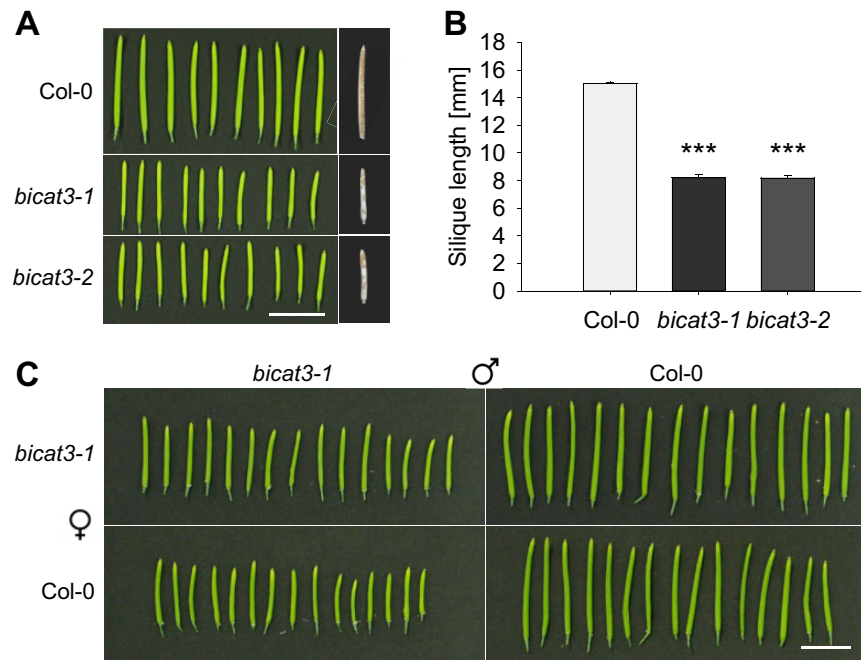 A
Col-0
bicat3-1
bicat3-2
B
Silique length [mm]
18
16
14
12
10
8
6
4
2
0
***
***
Col-0 bicat3-1 bicat3-2
C
bicat3-1 ♂ Col-0
bicat3-1
♀
Col-0